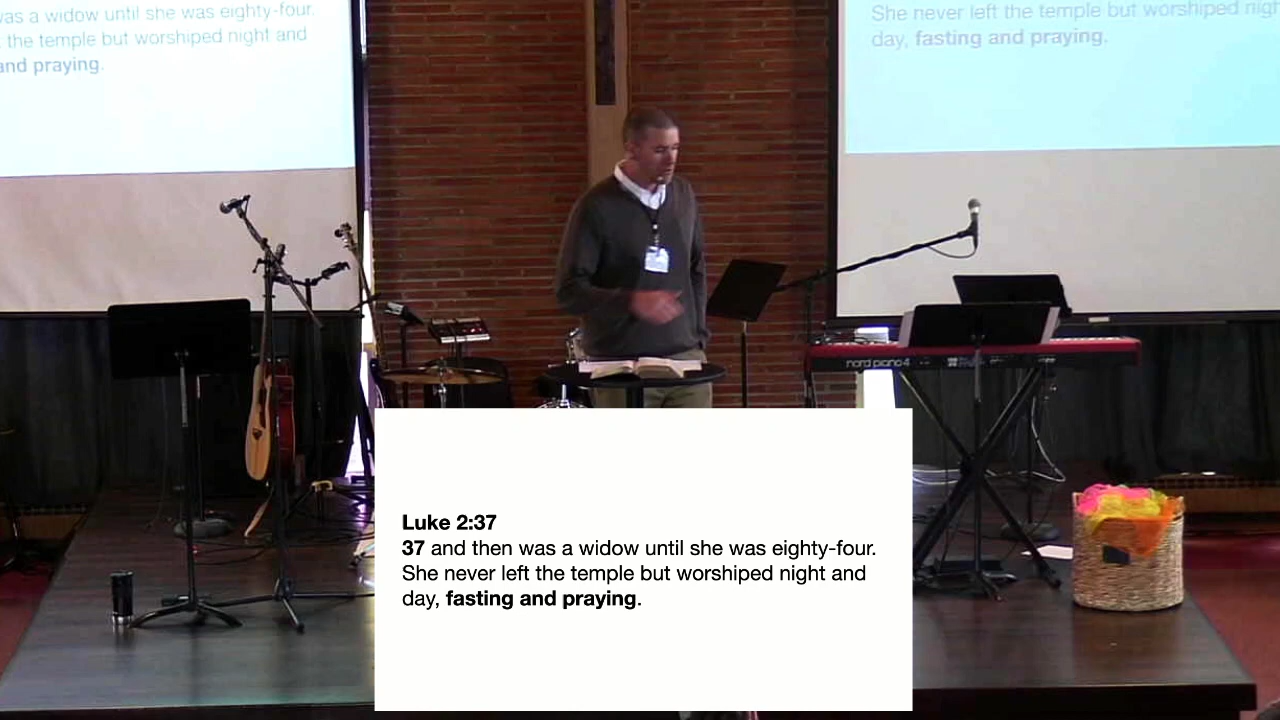 was a widow until she was eighty-four.
the temple but worshiped night and
and praying.
She never left the temple but worshiped nigh
day, fasting and praying.
nord piano 4
Luke 2:37
37 and then was a widow until she was eighty-four.
She never left the temple but worshiped night and
day, fasting and praying.